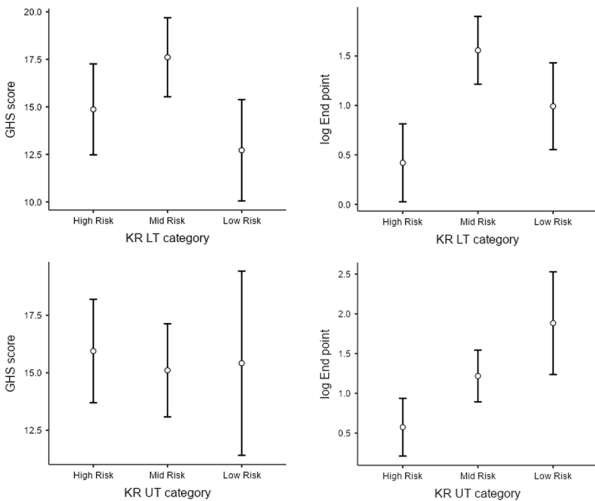 20.0
17.5
15.0
12.5
10.0
GHS score
High Risk Mid Risk Low Risk
KR LT category
1.5
1.0
0.5
0.0
log End point
High Risk Mid Risk Low Risk
KR LT category
17.5
15.0
12.5
GHS score
High Risk Mid Risk Low Risk
KR UT category
2.5
2.0
1.5
1.0
0.5
log End point
High Risk Mid Risk Low Risk
KR UT category